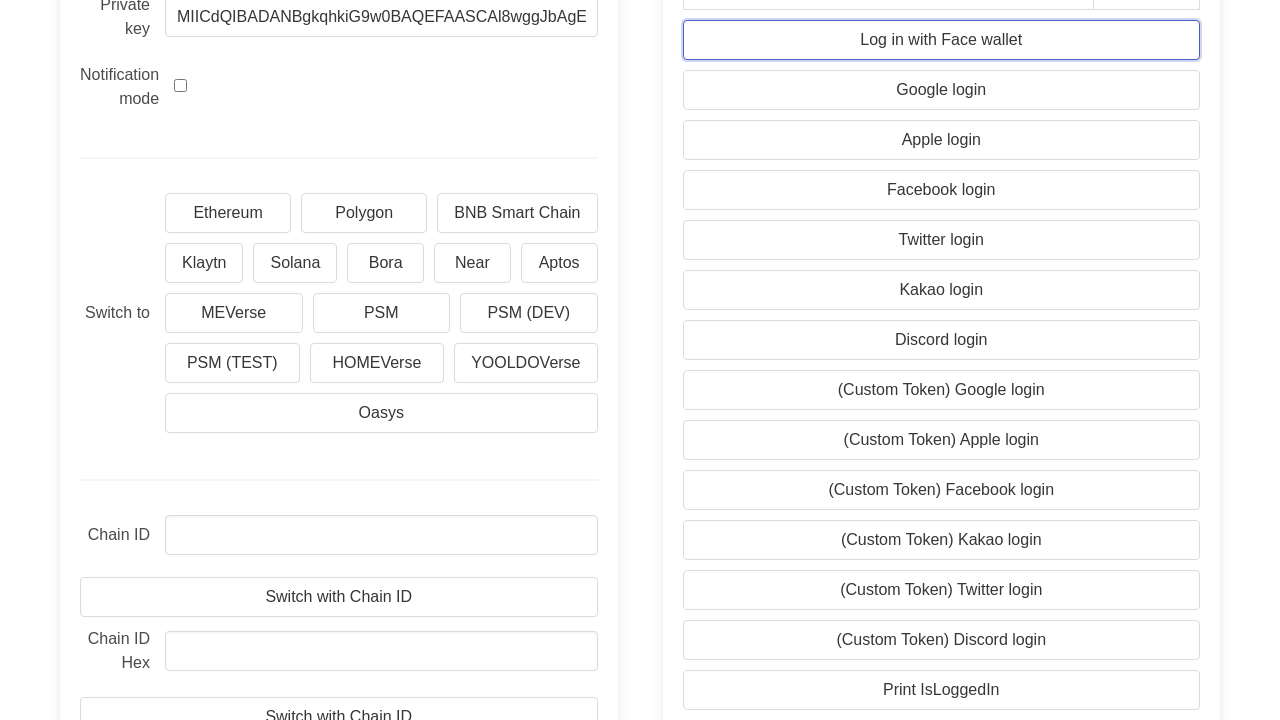 Private
key
MIICdQIBADANBgkqhkiG9w0BAQEFAASCAl8wggJbAgE
Notification
mode
Switch to
Ethereum
Polygon
BNB Smart Chain
Klaytn
Solana
Bora
Near
Aptos
MEVerse
PSM
PSM (DEV)
PSM (TEST)
HOMEVerse
YOOLDOVerse
Oasys
Chain ID
Switch with Chain ID
Chain ID
Hex
Switch with Chain ID
Log in with Face wallet
Google login
Apple login
Facebook login
Twitter login
Kakao login
Discord login
(Custom Token) Google login
(Custom Token) Apple login
(Custom Token) Facebook login
(Custom Token) Kakao login
(Custom Token) Twitter login
(Custom Token) Discord login
Print IsLoggedIn